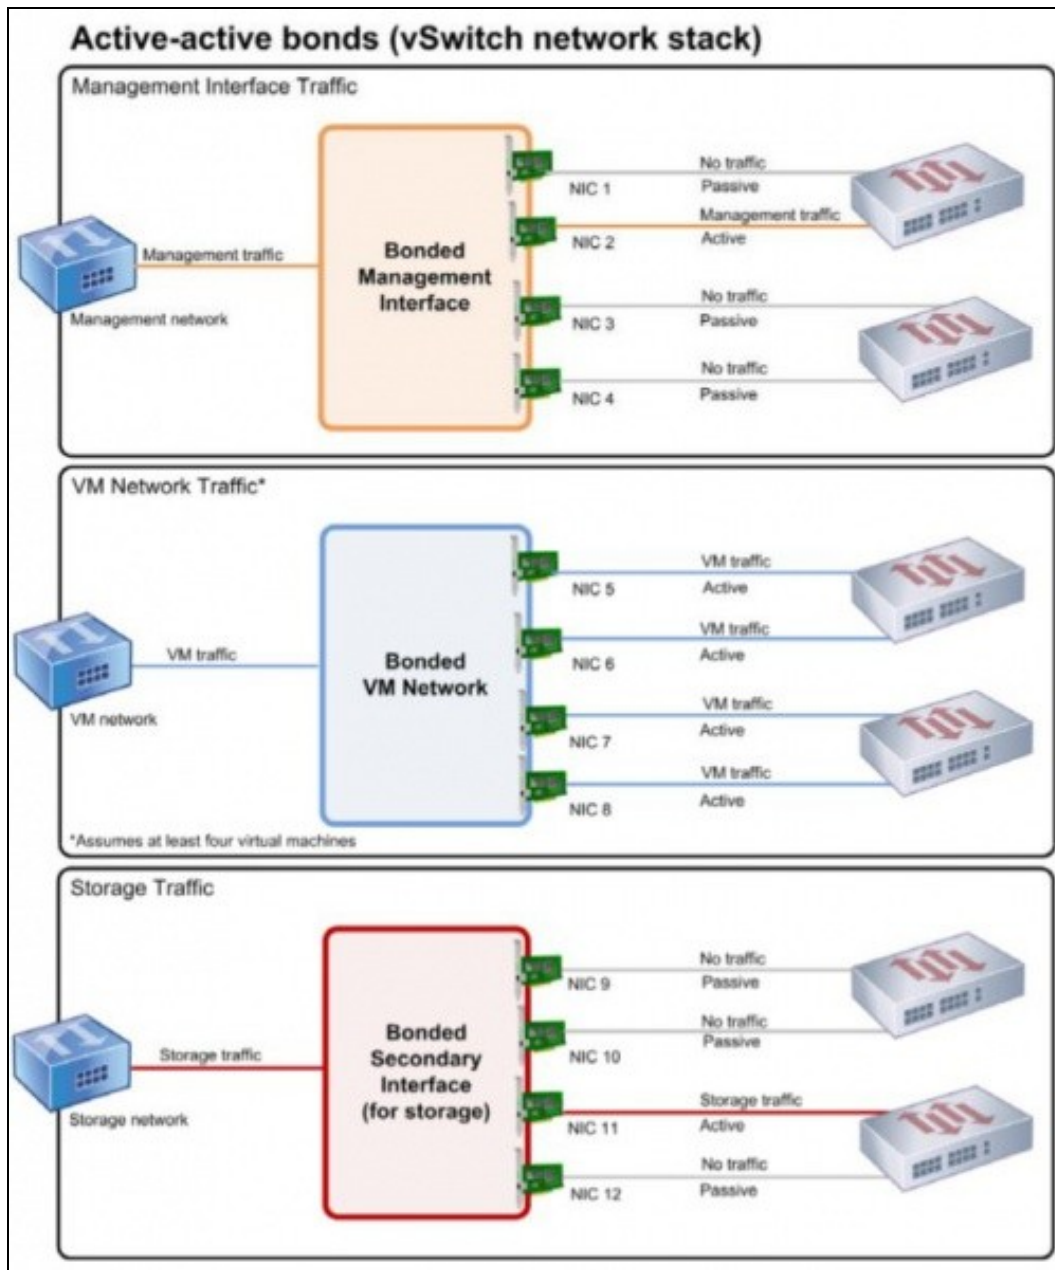 Active-active bonds (vSwitch network stack)
Management Interface Traffic
Management traffic
Management network
Bonded
Management
Interface
NIC 1
No traffic
Passive
NIC 2
Management traffic
Active
NIC 3
No traffic
Passive
NIC 4
No traffic
Passive
VM Network Traffic*
VM traffic
VM network
Bonded
VM Network
NIC 5
VM traffic
Active
NIC 6
VM traffic
Active
NIC 7
VM traffic
Active
NIC 8
VM traffic
Active
*Assumes at least four virtual machines
Storage Traffic
Storage traffic
Storage network
Bonded
Secondary
Interface
(for storage)
NIC 9
No traffic
Passive
NIC 10
No traffic
Passive
NIC 11
Storage traffic
Active
NIC 12
No traffic
Passive